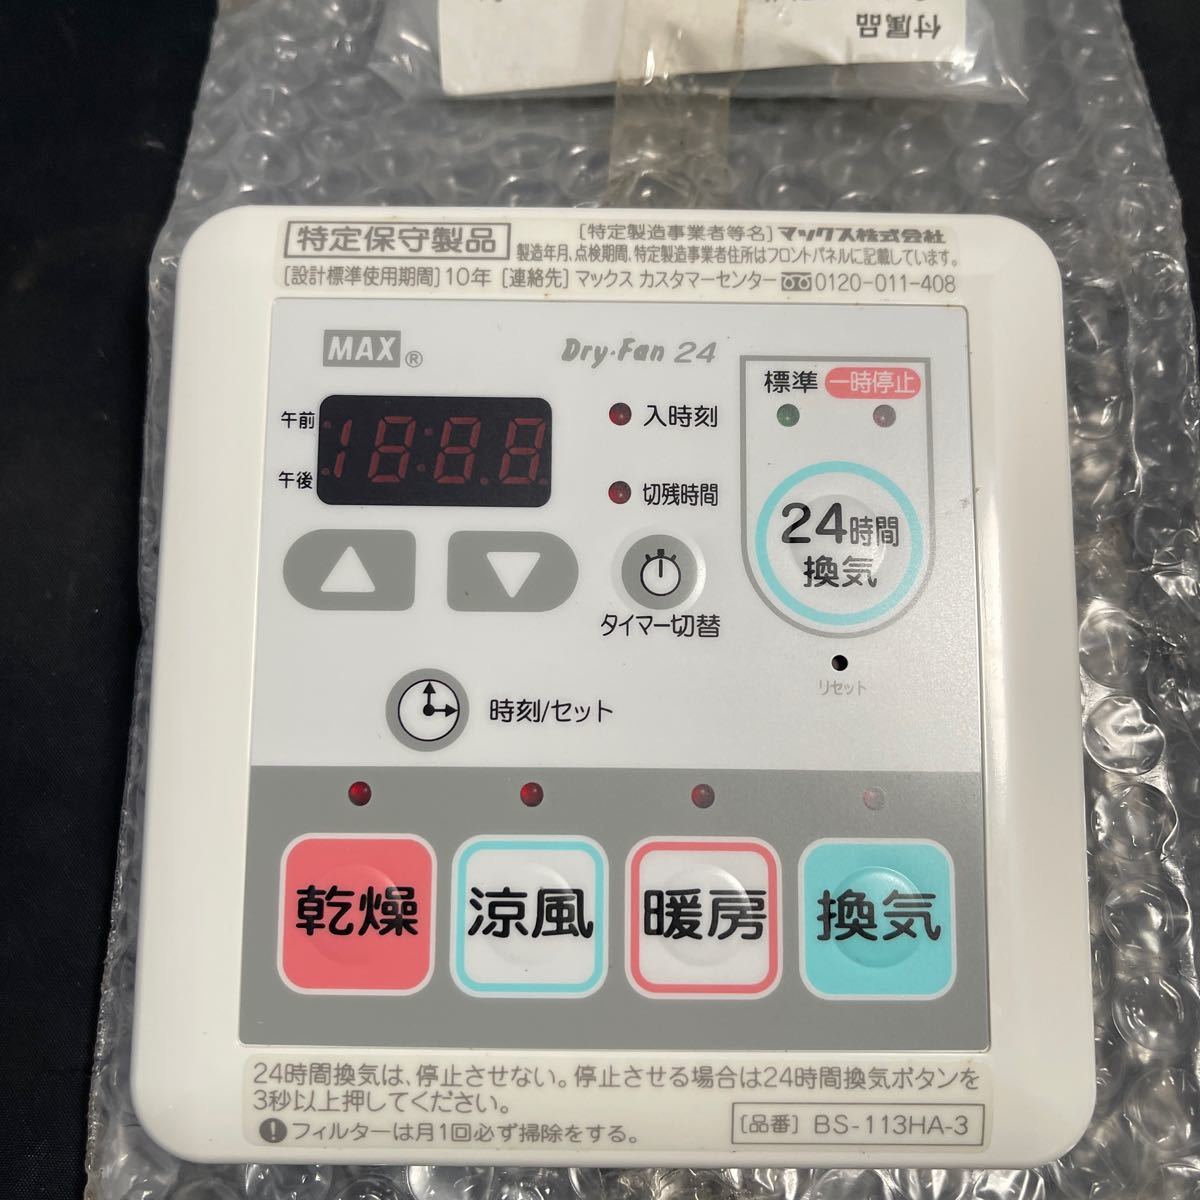 付属品
特定保守製品
[特定製造事業者等名] マックス株式会社
製造年月、点検期間、特定製造事業者住所はフロントパネルに記載しています。
[設計標準使用期間] 10年 [連絡先] マックス カスタマーセンター 0120-011-408
MAX®
Dry・Fan 24
標準 一時停止
午前
午後
18:88
入時刻
切残時間
24時間
換気
タイマー切替
リセット
時刻/セット
乾燥
涼風
暖房
換気
24時間換気は、停止させない。停止させる場合は24時間換気ボタンを
3秒以上押してください。
フィルターは月1回必ず掃除をする。
[品番] BS-113HA-3